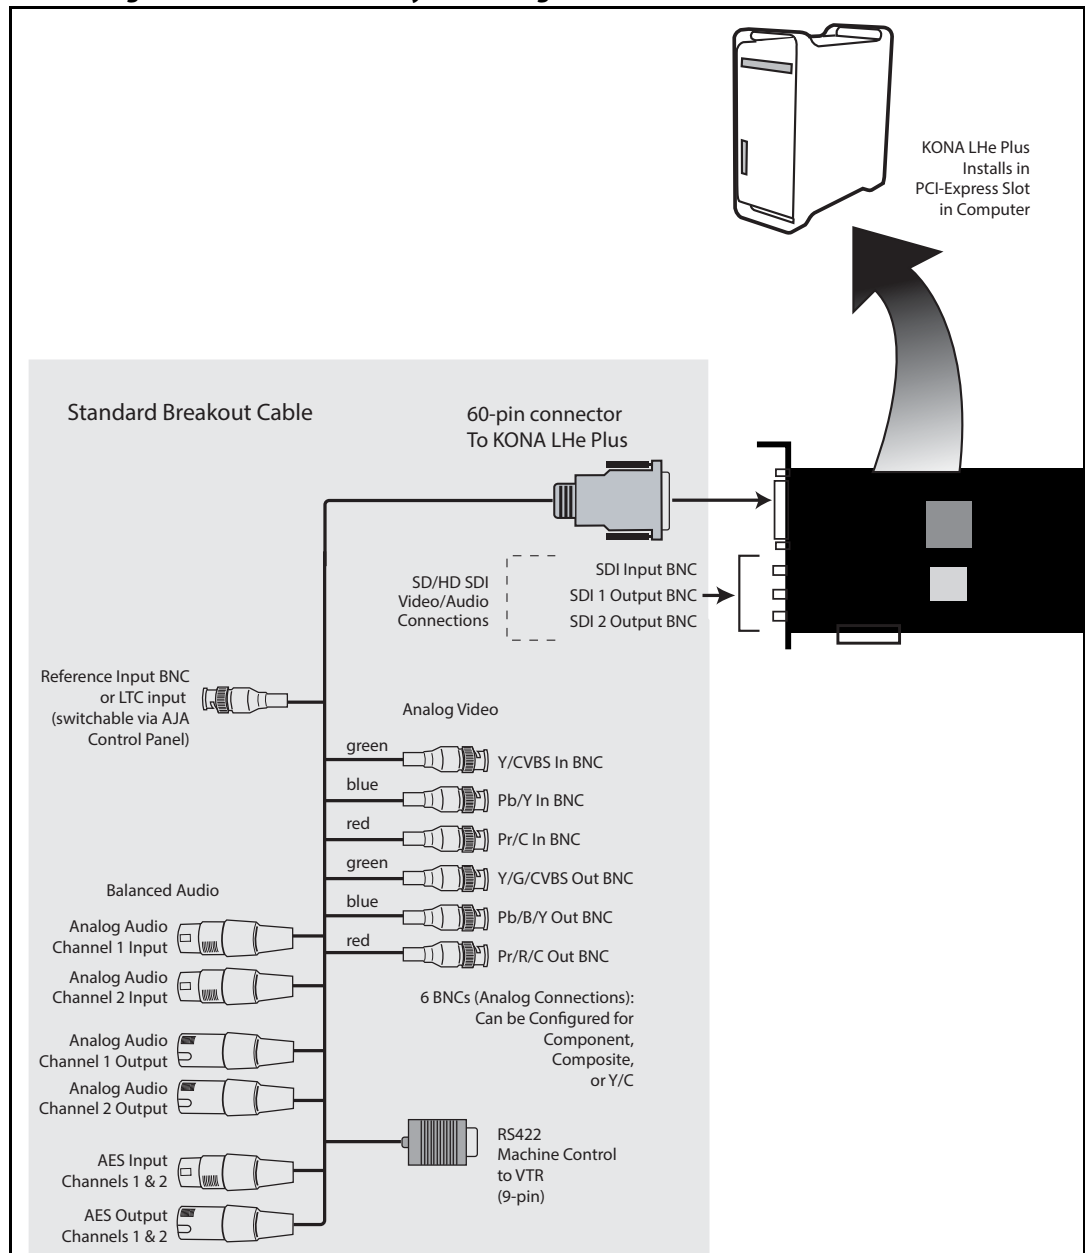 KONA LHe Plus
Installs in
PCI-Express Slot
in Computer
Standard Breakout Cable
60-pin connector
To KONA LHe Plus
SD/HD SDI
Video/Audio
Connections
SDI Input BNC
SDI 1 Output BNC
SDI 2 Output BNC
Reference Input BNC
or LTC input
(switchable via AJA
Control Panel)
Analog Video
green
Y/CVBS In BNC
blue
Pb/Y In BNC
red
Pr/C In BNC
green
Y/G/CVBS Out BNC
blue
Pb/B/Y Out BNC
red
Pr/R/C Out BNC
6 BNCs (Analog Connections):
Can be Configured for
Component,
Composite,
or Y/C
Balanced Audio
Analog Audio
Channel 1 Input
Analog Audio
Channel 2 Input
Analog Audio
Channel 1 Output
Analog Audio
Channel 2 Output
AES Input
Channels 1 & 2
AES Output
Channels 1 & 2
RS422
Machine Control
to VTR
(9-pin)